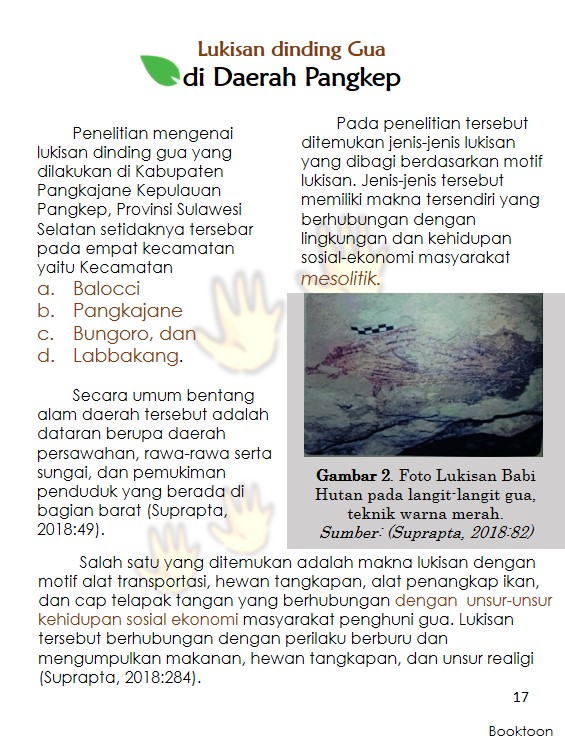 Lukisan dinding Gua
di Daerah Pangkep
Penelitian mengenai
lukisan dinding gua yang
dilakukan di Kabupaten
Pangkajane Kepulauan
Pangkep, Provinsi Sulawesi
Selatan setidaknya tersebar
pada empat kecamatan
yaitu Kecamatan
a. Balocci
b. Pangkajane
c. Bungoro, dan
d. Labbakang.
Secara umum bentang
alam daerah tersebut adalah
dataran berupa daerah
persawahan, rawa-rawa serta
sungai, dan pemukiman
penduduk yang berada di
bagian barat (Suprapta,
2018:49).
Pada penelitian tersebut
ditemukan jenis-jenis lukisan
yang dibagi berdasarkan motif
lukisan. Jenis-jenis tersebut
memiliki makna tersendiri yang
berhubungan dengan
lingkungan dan kehidupan
sosial-ekonomi masyarakat
mesolitik.
Gambar 2. Foto Lukisan Babi
Hutan pada langit-langit gua,
teknik warna merah.
Sumber: (Suprapta, 2018:82)
Salah satu yang ditemukan adalah makna lukisan dengan
motif alat transportasi, hewan tangkapan, alat penangkap ikan,
dan cap telapak tangan yang berhubungan dengan unsur-unsur
kehidupan sosial ekonomi masyarakat penghuni gua. Lukisan
tersebut berhubungan dengan perilaku berburu dan
mengumpulkan makanan, hewan tangkapan, dan unsur realigi
(Suprapta, 2018:284).
17
Booktoon